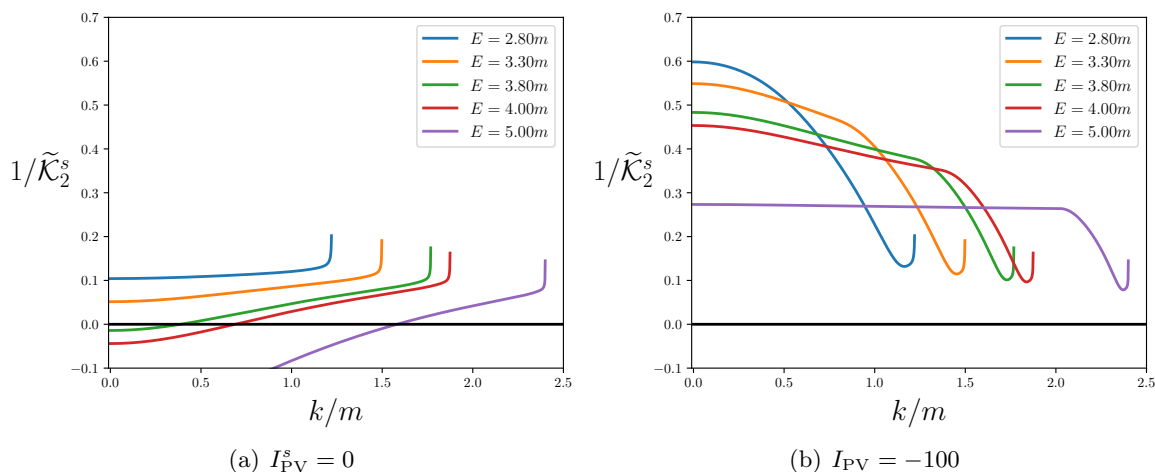 0.7
0.6
0.5
0.4
0.3
0.2
0.1
0.0
−0.1
1/K̃₂ˢ
E = 2.80m
E = 3.30m
E = 3.80m
E = 4.00m
E = 5.00m
0.0 0.5 1.0 1.5 2.0 2.5
k/m
(a) Iˢ_PV = 0
0.7
0.6
0.5
0.4
0.3
0.2
0.1
0.0
−0.1
1/K̃₂ˢ
E = 2.80m
E = 3.30m
E = 3.80m
E = 4.00m
E = 5.00m
0.0 0.5 1.0 1.5 2.0 2.5
k/m
(b) I_PV = −100